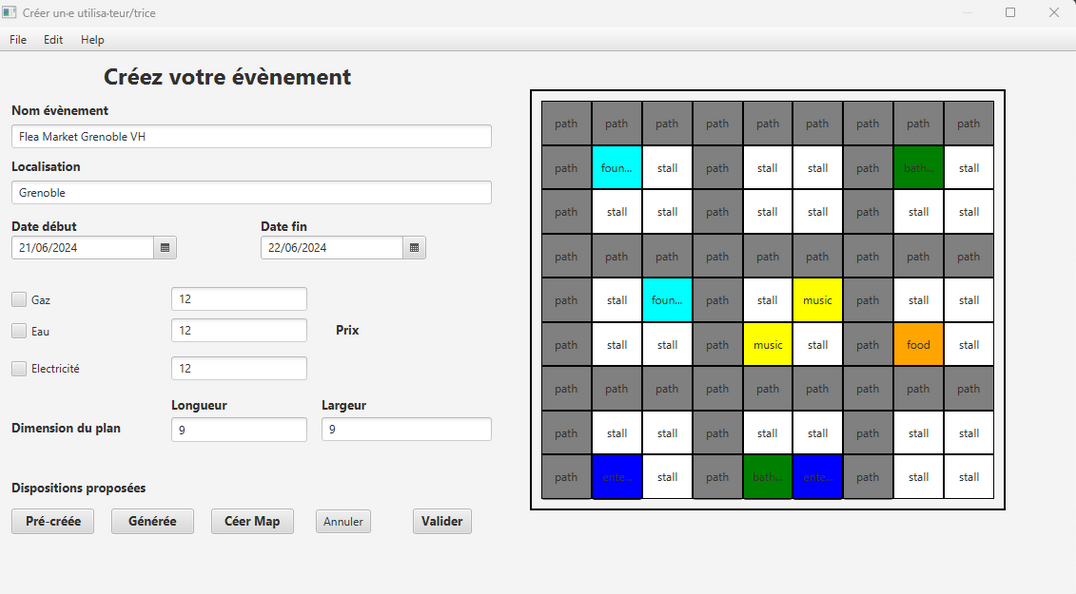 Créer un·e utilisa·teur/trice
File Edit Help
Créez votre évènement
Nom évènement
Flea Market Grenoble VH
Localisation
Grenoble
Date début Date fin
21/06/2024 22/06/2024
Gaz 12
Eau 12 Prix
Electricité 12
Longueur Largeur
Dimension du plan 9 9
Dispositions proposées
Pré-créée Générée Céer Map Annuler Valider
path path path path path path path path path
path foun... stall path stall stall path bath... stall
path stall stall path stall stall path stall stall
path path path path path path path path path
path stall foun... path stall music path stall stall
path stall stall path music stall path food stall
path path path path path path path path path
path stall stall path stall stall path stall stall
path ente... stall path bath... ente... path stall stall